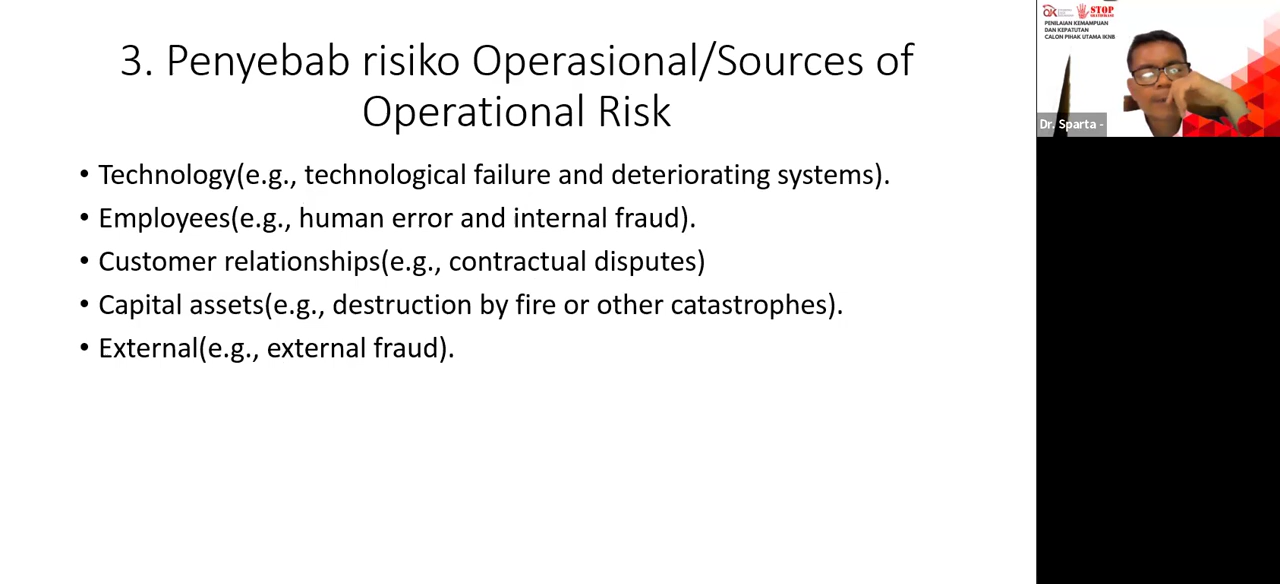 3. Penyebab risiko Operasional/Sources of
Operational Risk
• Technology(e.g., technological failure and deteriorating systems).
• Employees(e.g., human error and internal fraud).
• Customer relationships(e.g., contractual disputes)
• Capital assets(e.g., destruction by fire or other catastrophes).
• External(e.g., external fraud).
STOP
PENILAIAN KEMAMPUAN
DAN KEPATUTAN
CALON PIHAK UTAMA IKNB
Dr. Sparta -